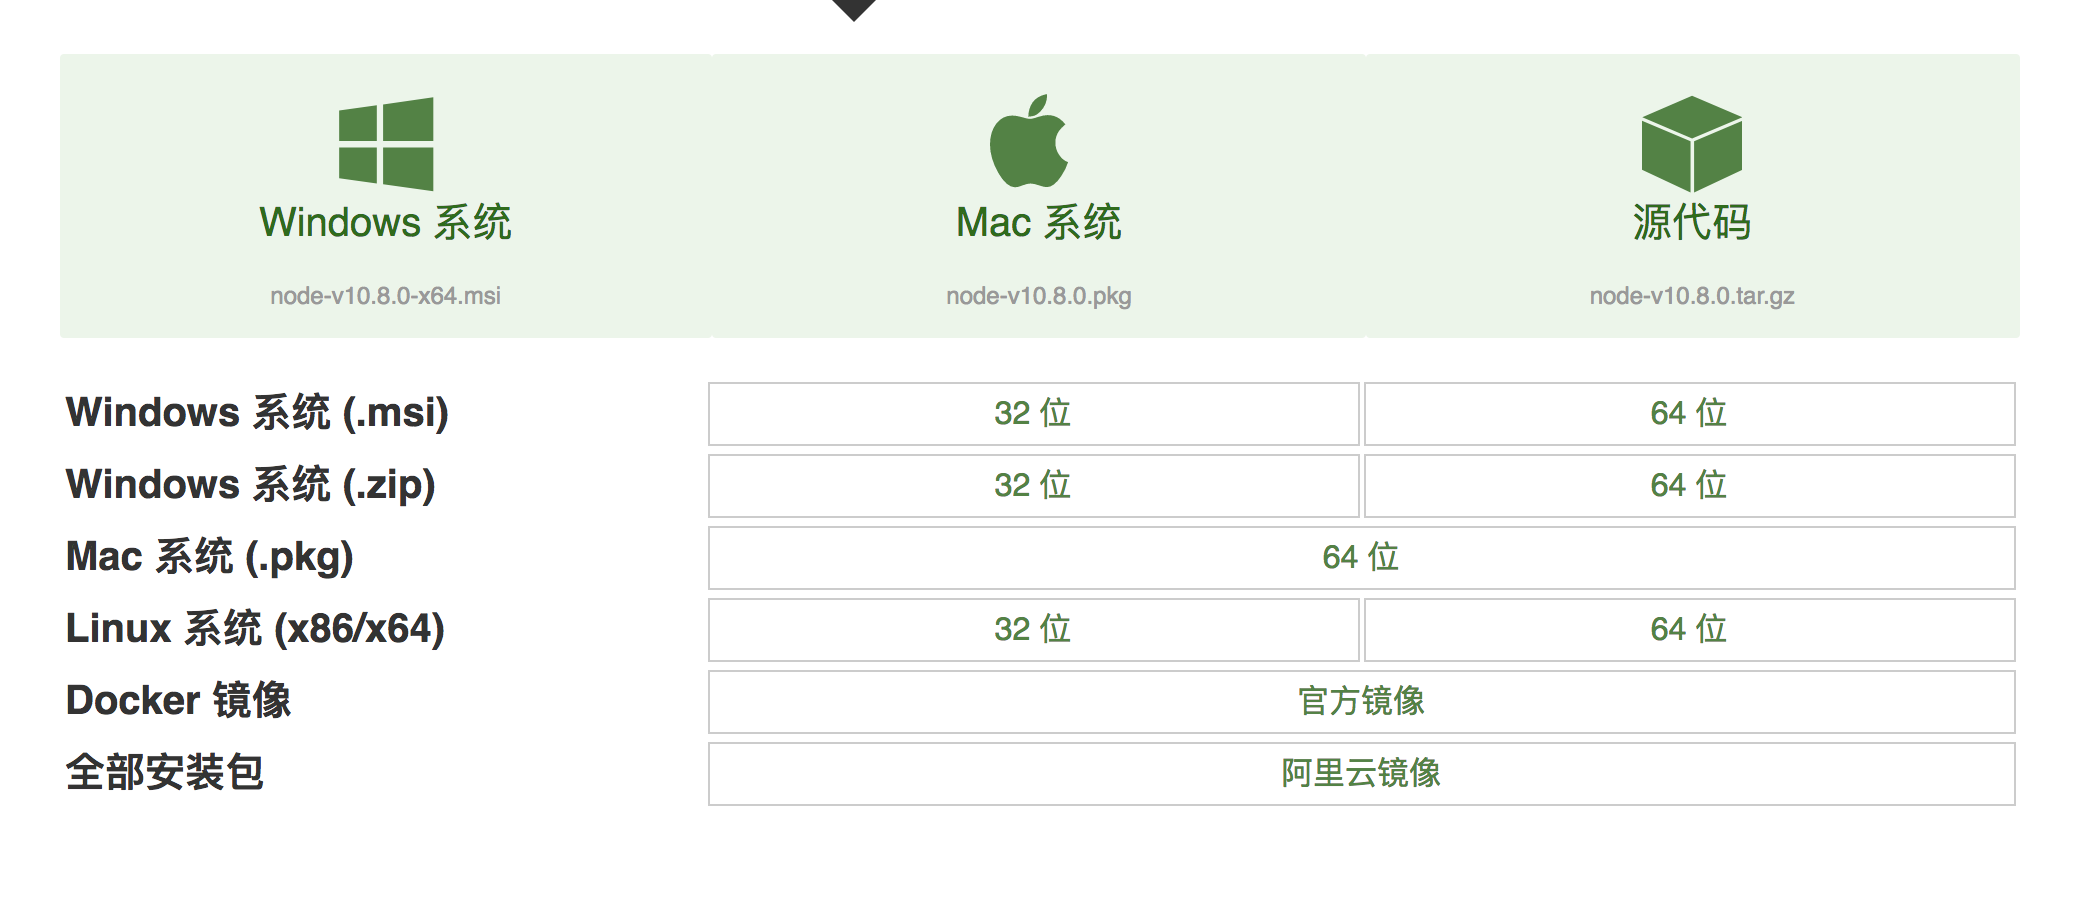 Windows 系统
Mac 系统
源代码
node-v10.8.0-x64.msi
node-v10.8.0.pkg
node-v10.8.0.tar.gz
Windows 系统 (.msi) 32 位 64 位
Windows 系统 (.zip) 32 位 64 位
Mac 系统 (.pkg) 64 位
Linux 系统 (x86/x64) 32 位 64 位
Docker 镜像 官方镜像
全部安装包 阿里云镜像